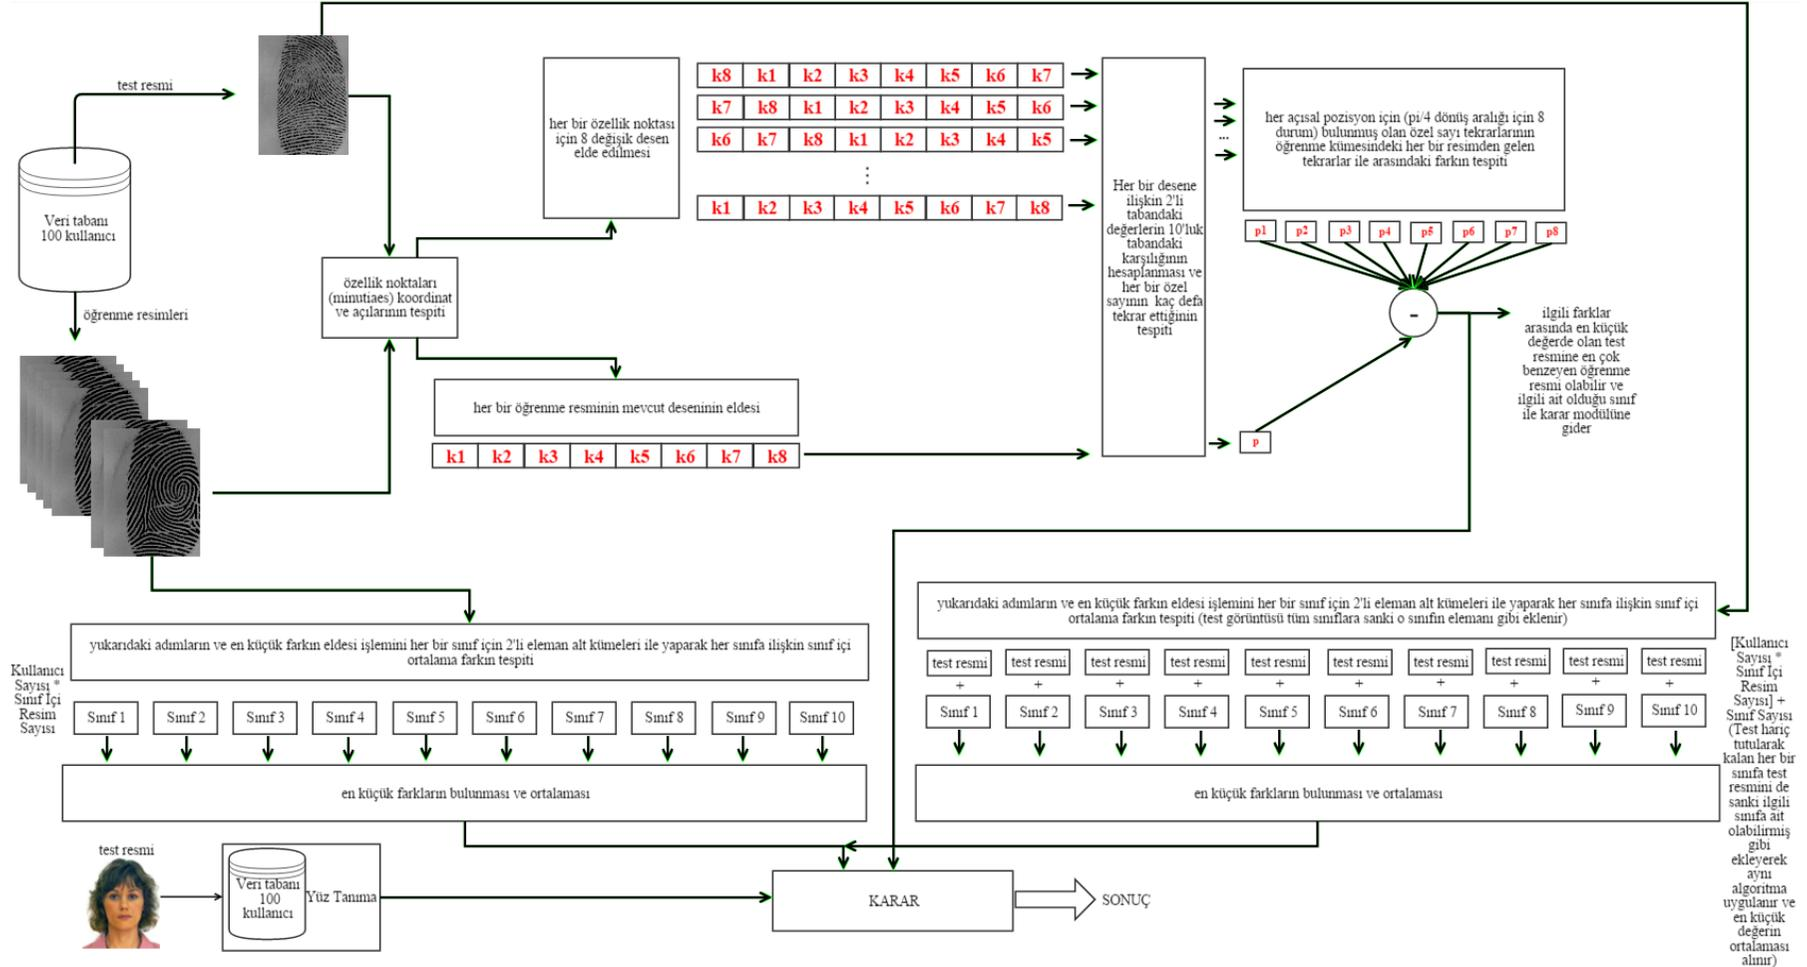 test resmi
Veri tabanı
100 kullanıcı
öğrenme resimleri
özellik noktaları
(minutiaes) koordinat
ve açılarının tespiti
her bir özellik noktası
için 8 değişik desen
elde edilmesi
k8 k1 k2 k3 k4 k5 k6 k7
k7 k8 k1 k2 k3 k4 k5 k6
k6 k7 k8 k1 k2 k3 k4 k5
⋮
k1 k2 k3 k4 k5 k6 k7 k8
her bir öğrenme resminin mevcut deseninin eldesi
k1 k2 k3 k4 k5 k6 k7 k8
Her bir desene
ilişkin 2'li
tabandaki
değerlerin 10'luk
tabandaki
karşılığının
hesaplanması ve
her bir özel
sayının kaç defa
tekrar ettiğinin
tespiti
...
her açısal pozisyon için (pi/4 dönüş aralığı için 8
durum) bulunmuş olan özel sayı tekrarlarının
öğrenme kümesindeki her bir resimden gelen
tekrarlar ile arasındaki farkın tespiti
p1 p2 p3 p4 p5 p6 p7 p8
-
p
ilgili farklar
arasında en küçük
değerde olan test
resmine en çok
benzeyen öğrenme
resmi olabilir ve
ilgili ait olduğu sınıf
ile karar modülüne
gider
yukarıdaki adımların ve en küçük farkın eldesi işlemini her bir sınıf için 2'li eleman alt kümeleri ile yaparak her sınıfa ilişkin sınıf içi
ortalama farkın tespiti
Kullanıcı
Sayısı *
Sınıf İçi
Resim
Sayısı
Sınıf 1 Sınıf 2 Sınıf 3 Sınıf 4 Sınıf 5 Sınıf 6 Sınıf 7 Sınıf 8 Sınıf 9 Sınıf 10
en küçük farkların bulunması ve ortalaması
yukarıdaki adımların ve en küçük farkın eldesi işlemini her bir sınıf için 2'li eleman alt kümeleri ile yaparak her sınıfa ilişkin sınıf içi
ortalama farkın tespiti (test görüntüsü tüm sınıflara sanki o sınıfın elemanı gibi eklenir)
test resmi test resmi test resmi test resmi test resmi test resmi test resmi test resmi test resmi test resmi
+ + + + + + + + + +
Sınıf 1 Sınıf 2 Sınıf 3 Sınıf 4 Sınıf 5 Sınıf 6 Sınıf 7 Sınıf 8 Sınıf 9 Sınıf 10
en küçük farkların bulunması ve ortalaması
[Kullanıcı
Sayısı *
Sınıf İçi
Resim
Sayısı] +
Sınıf Sayısı
(Test hariç
tutularak
kalan her bir
sınıfa test
resmini de
sanki ilgili
sınıfa ait
olabilirmiş
gibi
ekleyerek
aynı
algoritma
uygulanır ve
en küçük
değerin
ortalaması
alınır)
test resmi
Veri tabanı
100
kullanıcı
Yüz Tanıma
KARAR
SONUÇ